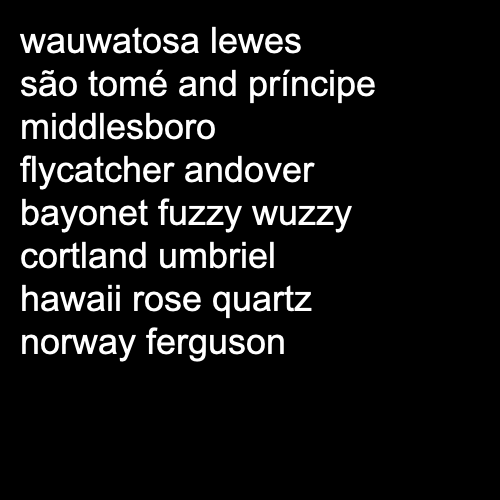 wauwatosa lewes
são tomé and príncipe
middlesboro
flycatcher andover
bayonet fuzzy wuzzy
cortland umbriel
hawaii rose quartz
norway ferguson